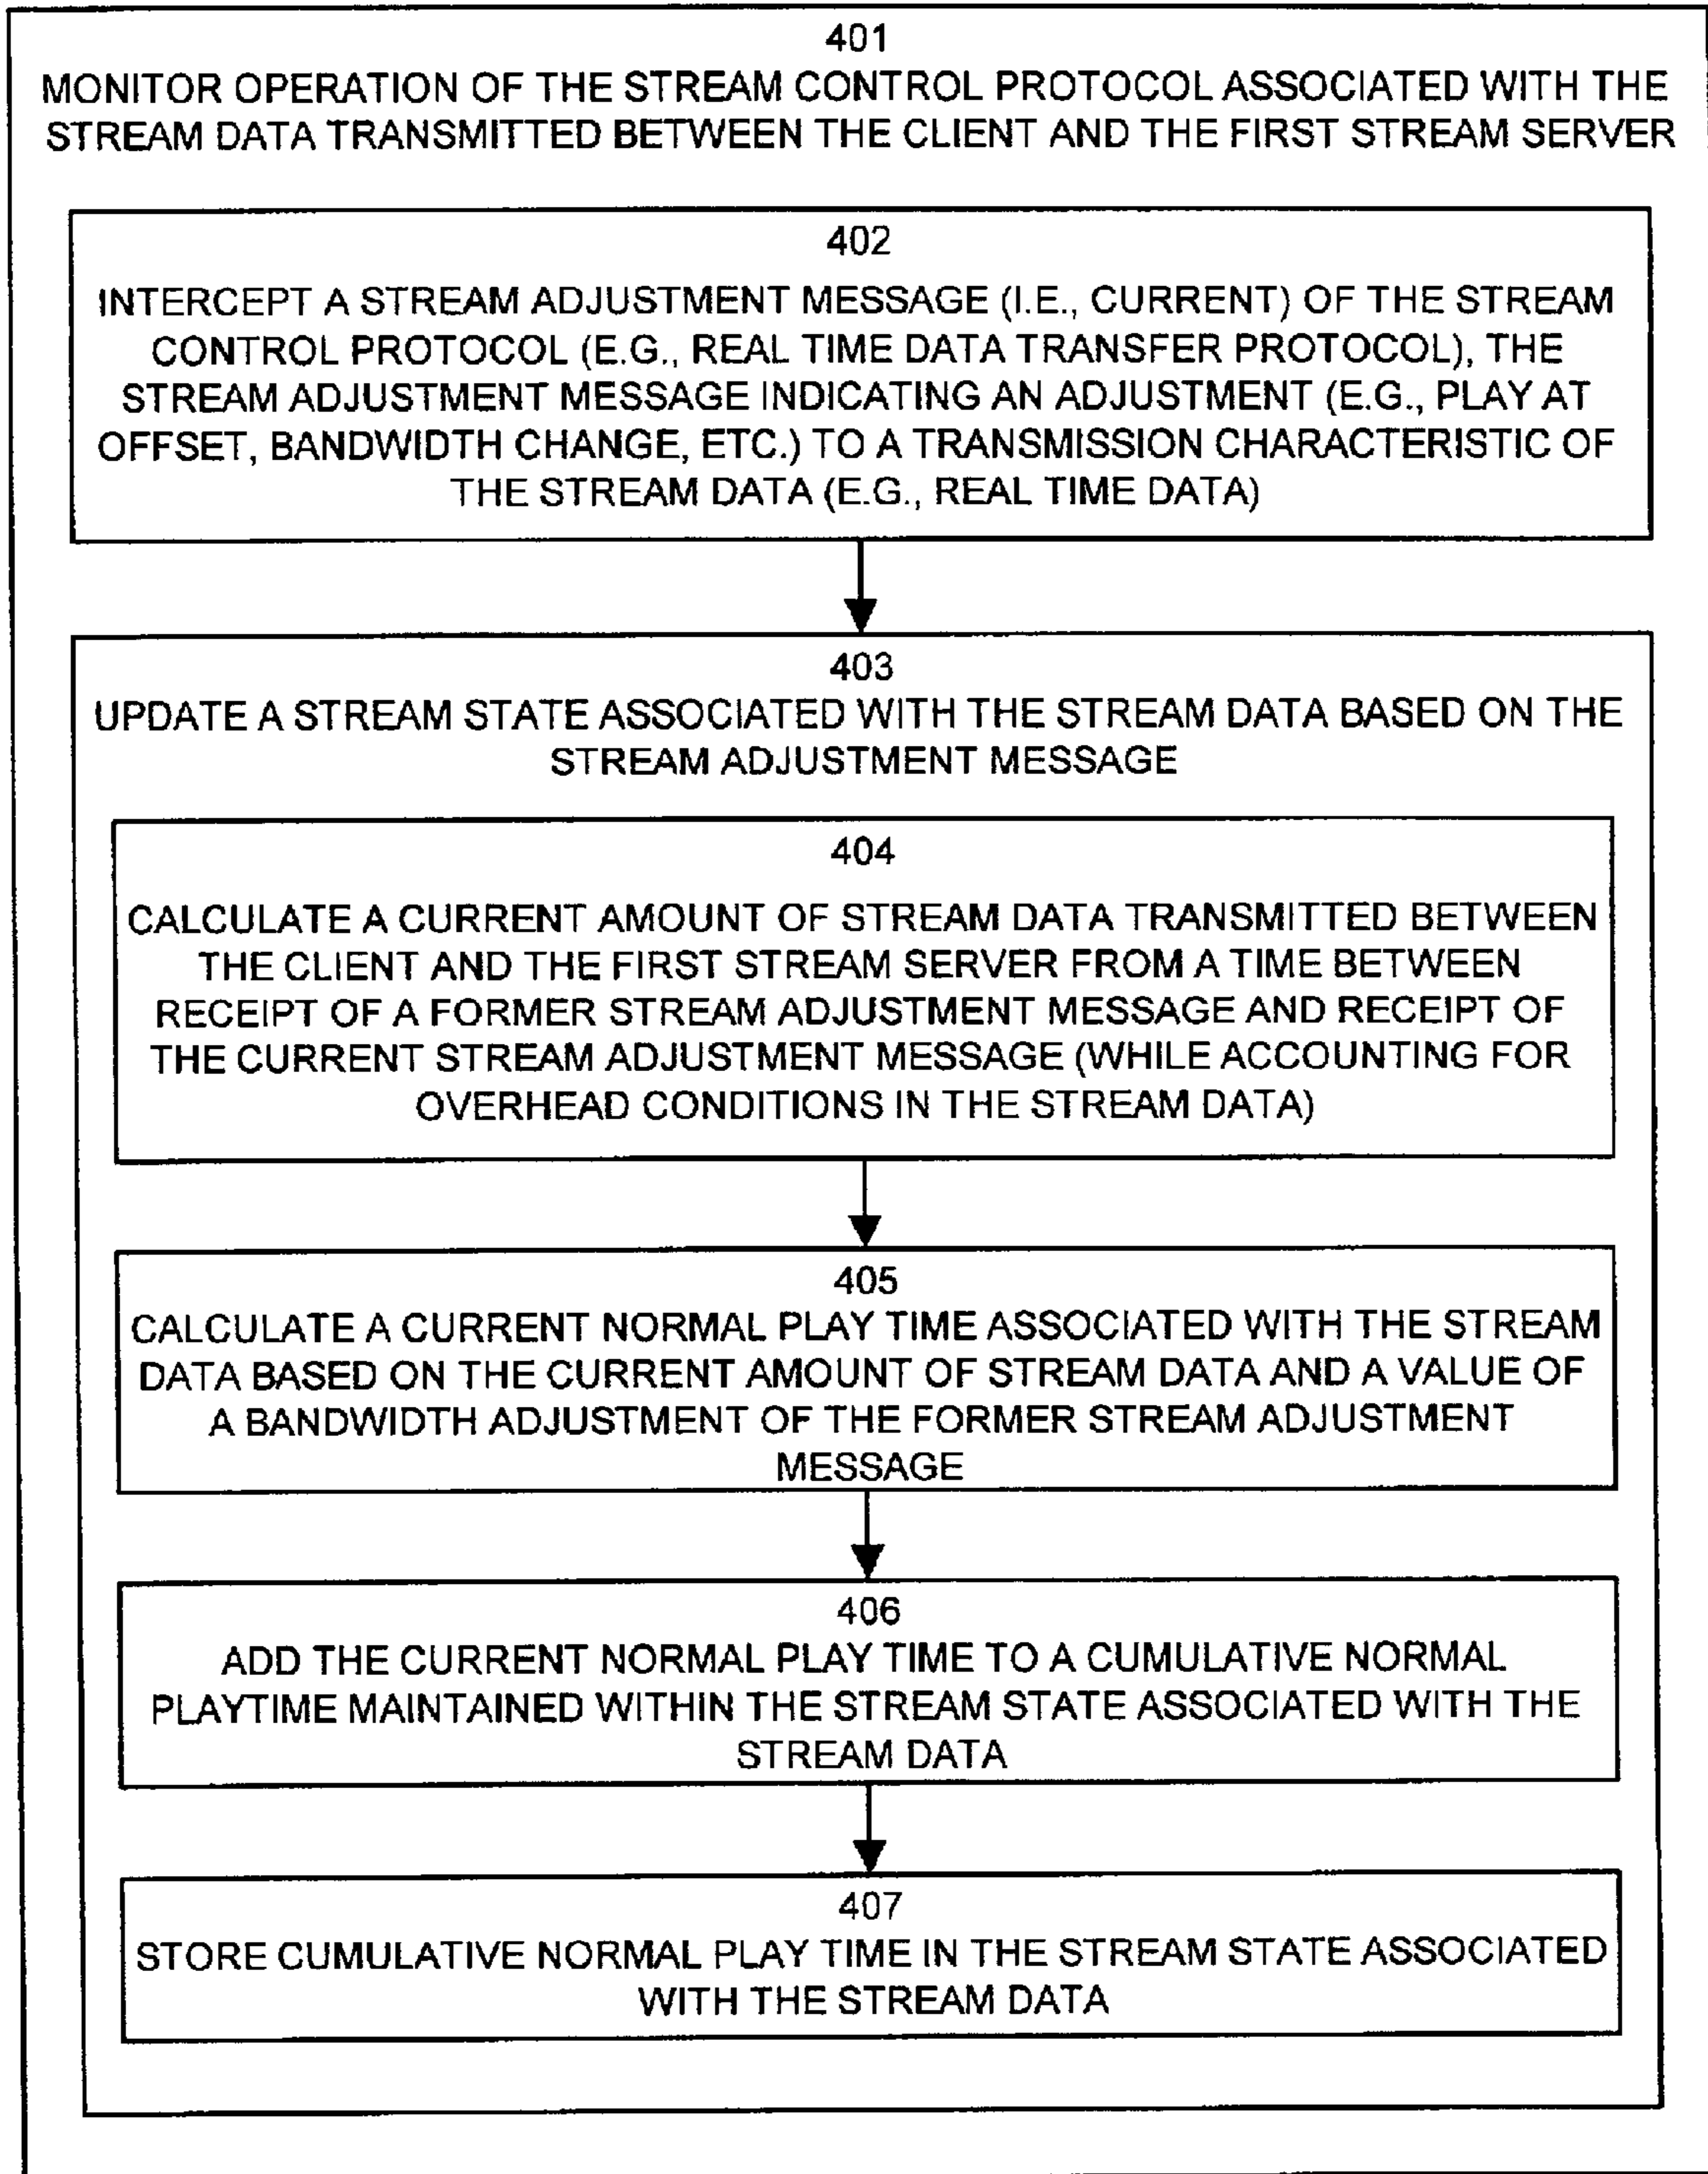 401
MONITOR OPERATION OF THE STREAM CONTROL PROTOCOL ASSOCIATED WITH THE
STREAM DATA TRANSMITTED BETWEEN THE CLIENT AND THE FIRST STREAM SERVER
402
INTERCEPT A STREAM ADJUSTMENT MESSAGE (I.E., CURRENT) OF THE STREAM
CONTROL PROTOCOL (E.G., REAL TIME DATA TRANSFER PROTOCOL), THE
STREAM ADJUSTMENT MESSAGE INDICATING AN ADJUSTMENT (E.G., PLAY AT
OFFSET, BANDWIDTH CHANGE, ETC.) TO A TRANSMISSION CHARACTERISTIC OF
THE STREAM DATA (E.G., REAL TIME DATA)
403
UPDATE A STREAM STATE ASSOCIATED WITH THE STREAM DATA BASED ON THE
STREAM ADJUSTMENT MESSAGE
404
CALCULATE A CURRENT AMOUNT OF STREAM DATA TRANSMITTED BETWEEN
THE CLIENT AND THE FIRST STREAM SERVER FROM A TIME BETWEEN
RECEIPT OF A FORMER STREAM ADJUSTMENT MESSAGE AND RECEIPT OF
THE CURRENT STREAM ADJUSTMENT MESSAGE (WHILE ACCOUNTING FOR
OVERHEAD CONDITIONS IN THE STREAM DATA)
405
CALCULATE A CURRENT NORMAL PLAY TIME ASSOCIATED WITH THE STREAM
DATA BASED ON THE CURRENT AMOUNT OF STREAM DATA AND A VALUE OF
A BANDWIDTH ADJUSTMENT OF THE FORMER STREAM ADJUSTMENT
MESSAGE
406
ADD THE CURRENT NORMAL PLAY TIME TO A CUMULATIVE NORMAL
PLAYTIME MAINTAINED WITHIN THE STREAM STATE ASSOCIATED WITH THE
STREAM DATA
407
STORE CUMULATIVE NORMAL PLAY TIME IN THE STREAM STATE ASSOCIATED
WITH THE STREAM DATA